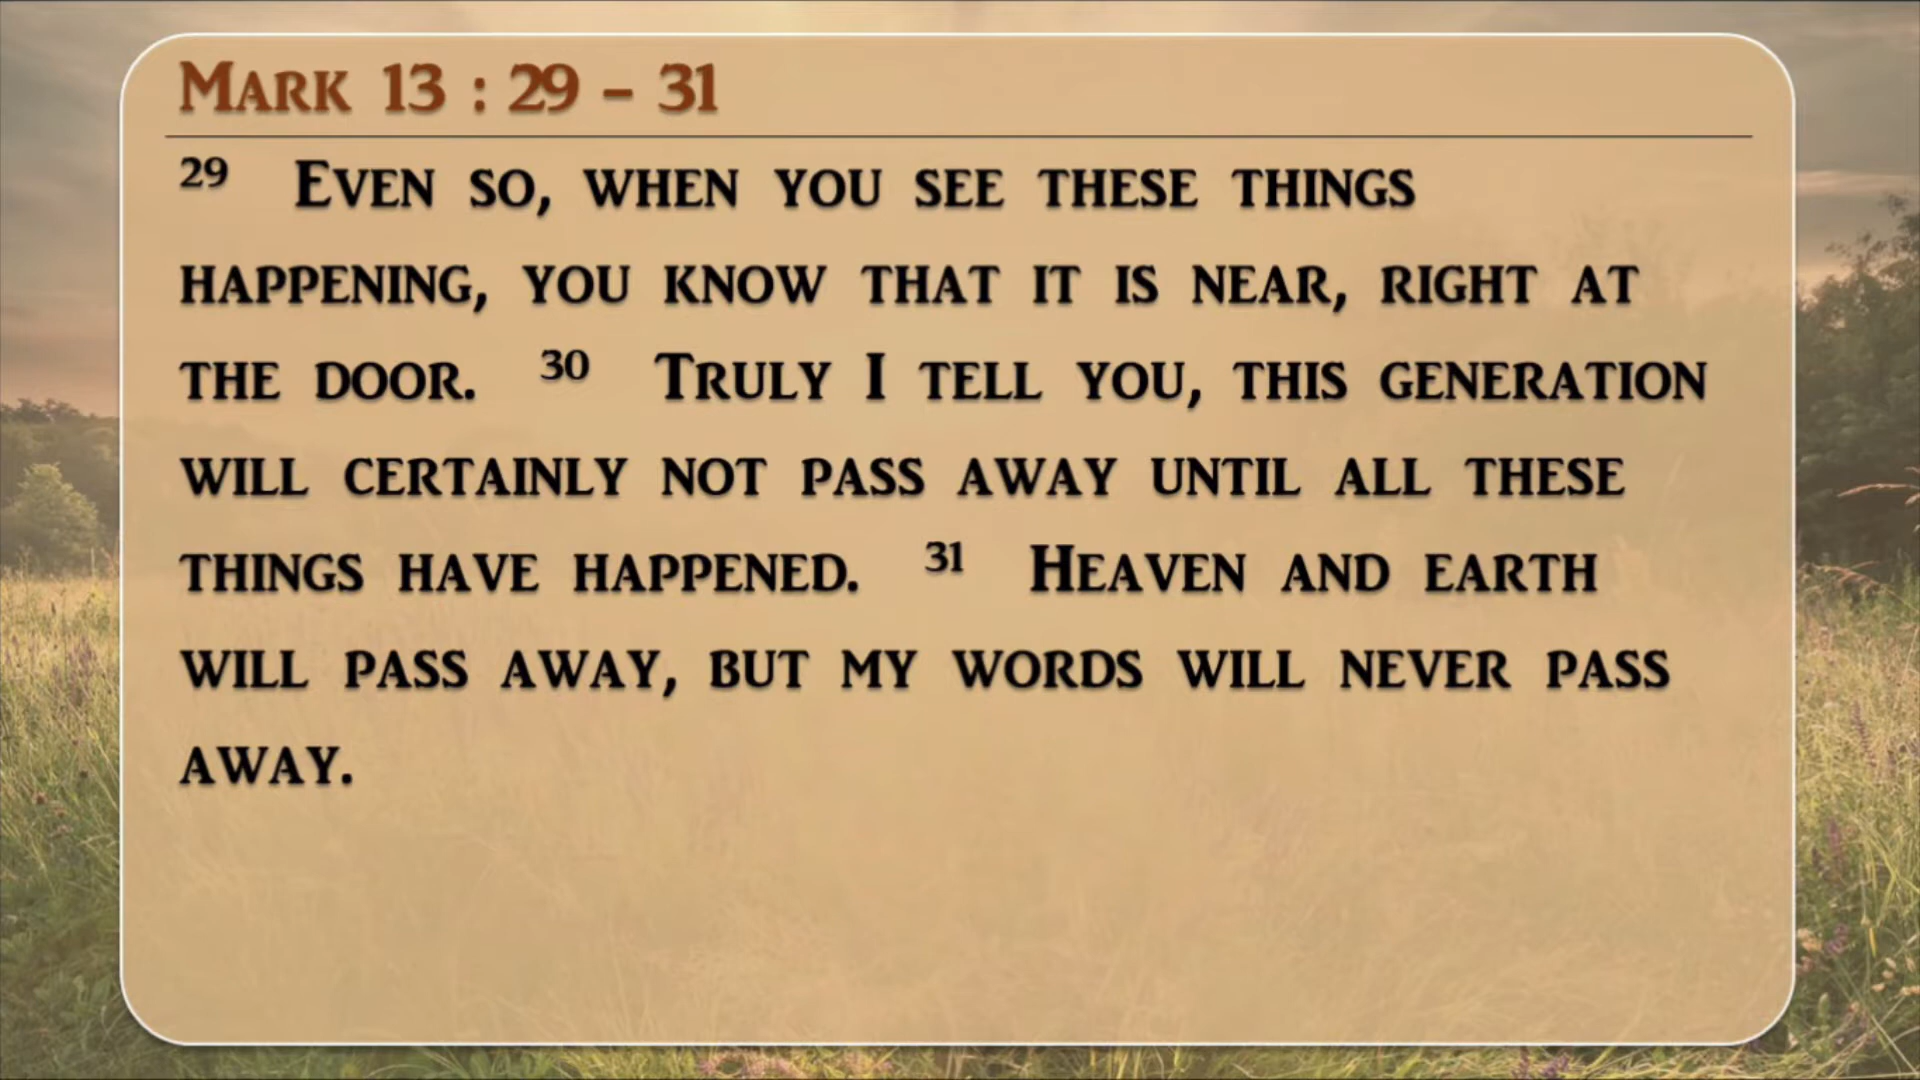 Mark 13 : 29 – 31
29 Even so, when you see these things
happening, you know that it is near, right at
the door. 30 Truly I tell you, this generation
will certainly not pass away until all these
things have happened. 31 Heaven and earth
will pass away, but my words will never pass
away.